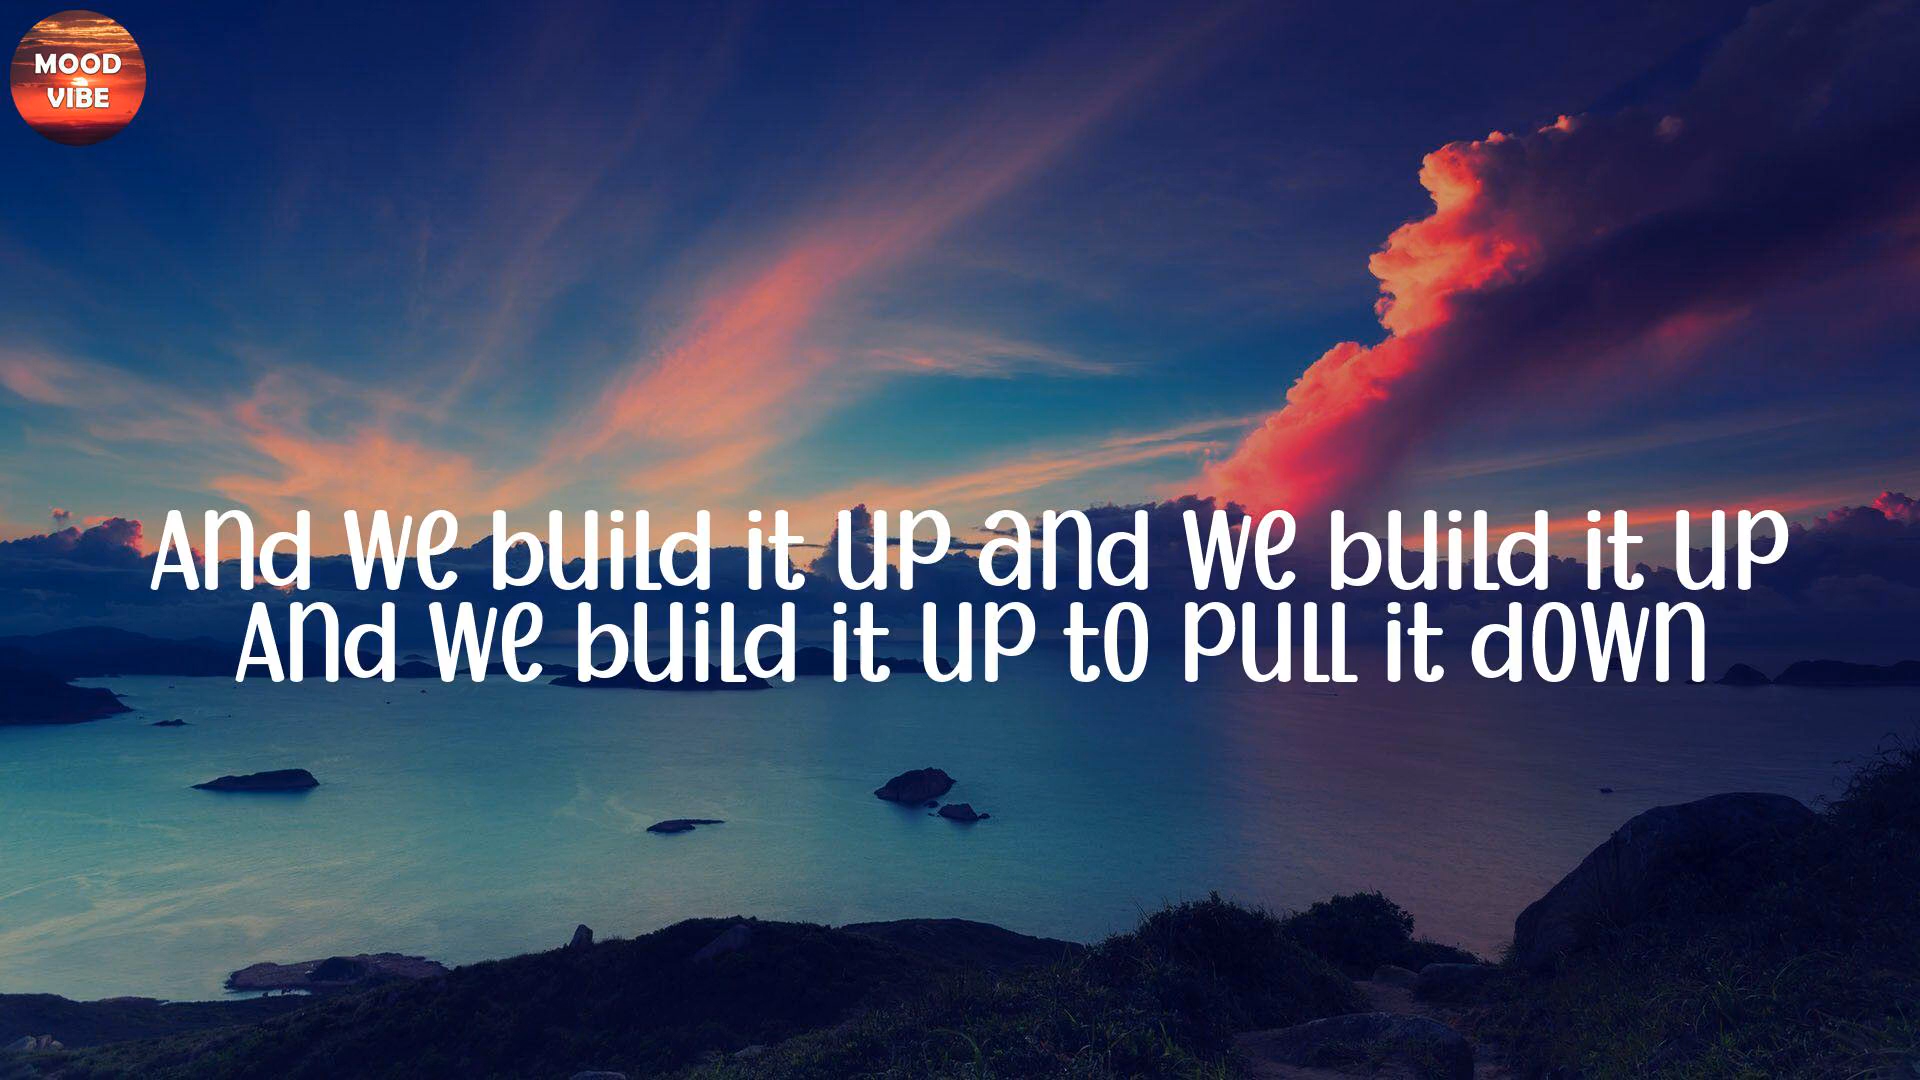 MOOD
VIBE
And we build it up and we build it up
And we build it up to pull it down